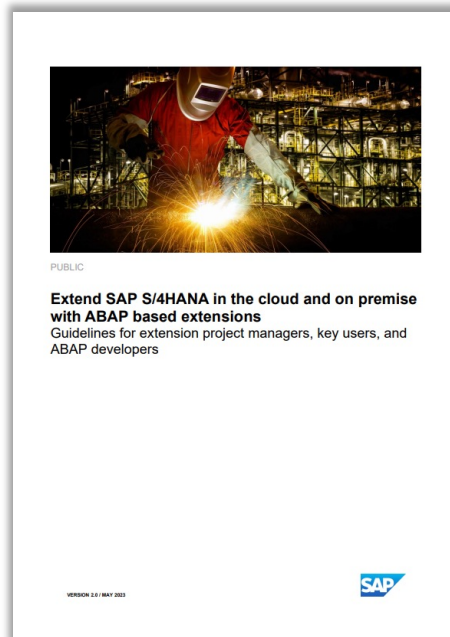 PUBLIC
Extend SAP S/4HANA in the cloud and on premise
with ABAP based extensions
Guidelines for extension project managers, key users, and
ABAP developers
VERSION 2.0 / MAY 2023
SAP